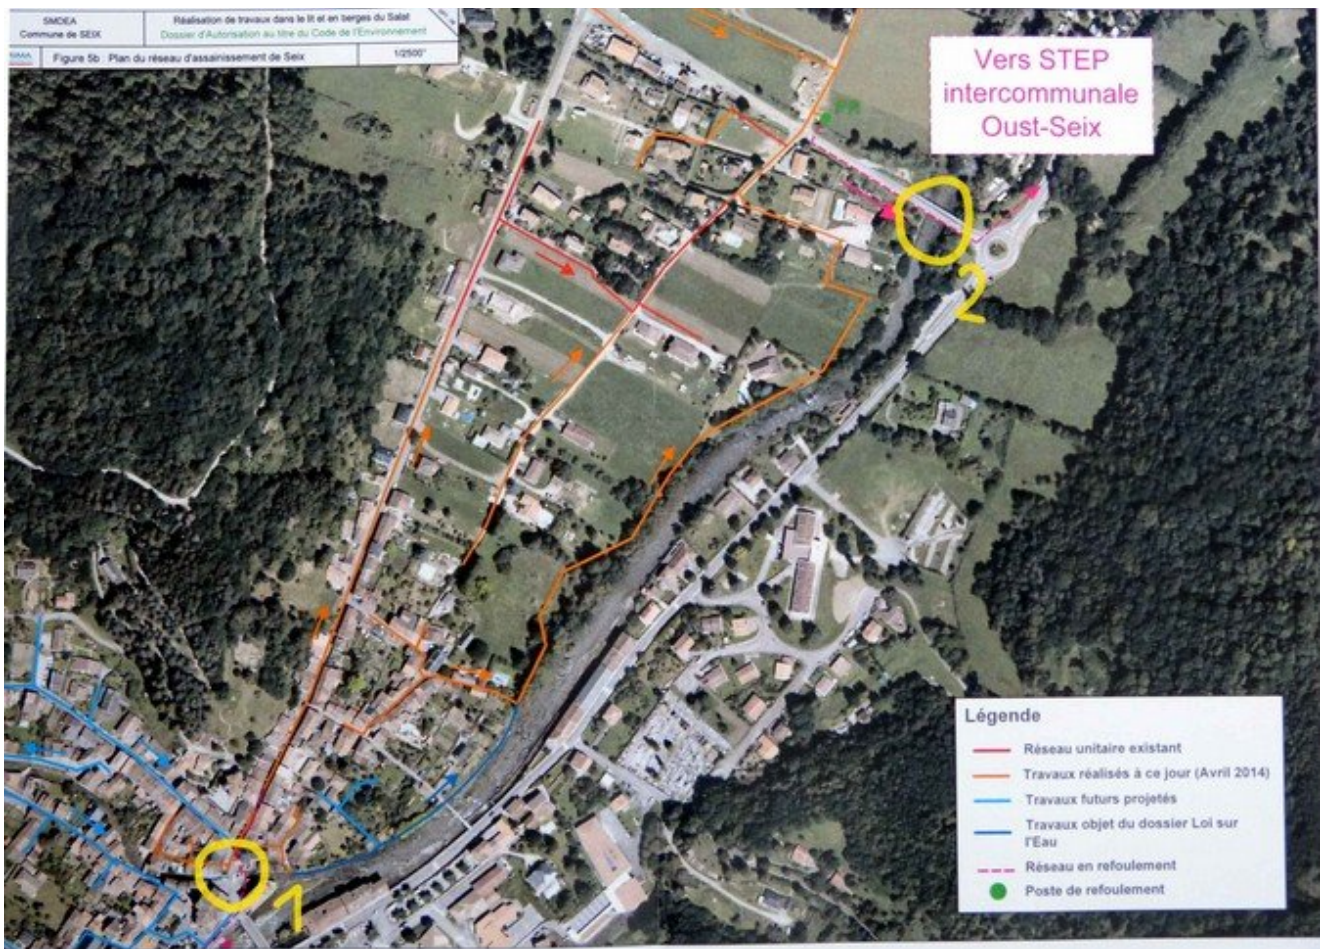 SMDEA
Commune de SEIX
Réalisation de travaux dans le lit et en berges du Salat
Dossier d'Autorisation au titre du Code de l'Environnement
Figure 5b : Plan du réseau d'assainissement de Seix
1/2500°
Vers STEP
intercommunale
Oust-Seix
PR
2
1
Légende
Réseau unitaire existant
Travaux réalisés à ce jour (Avril 2014)
Travaux futurs projetés
Travaux objet du dossier Loi sur
l'Eau
Réseau en refoulement
Poste de refoulement